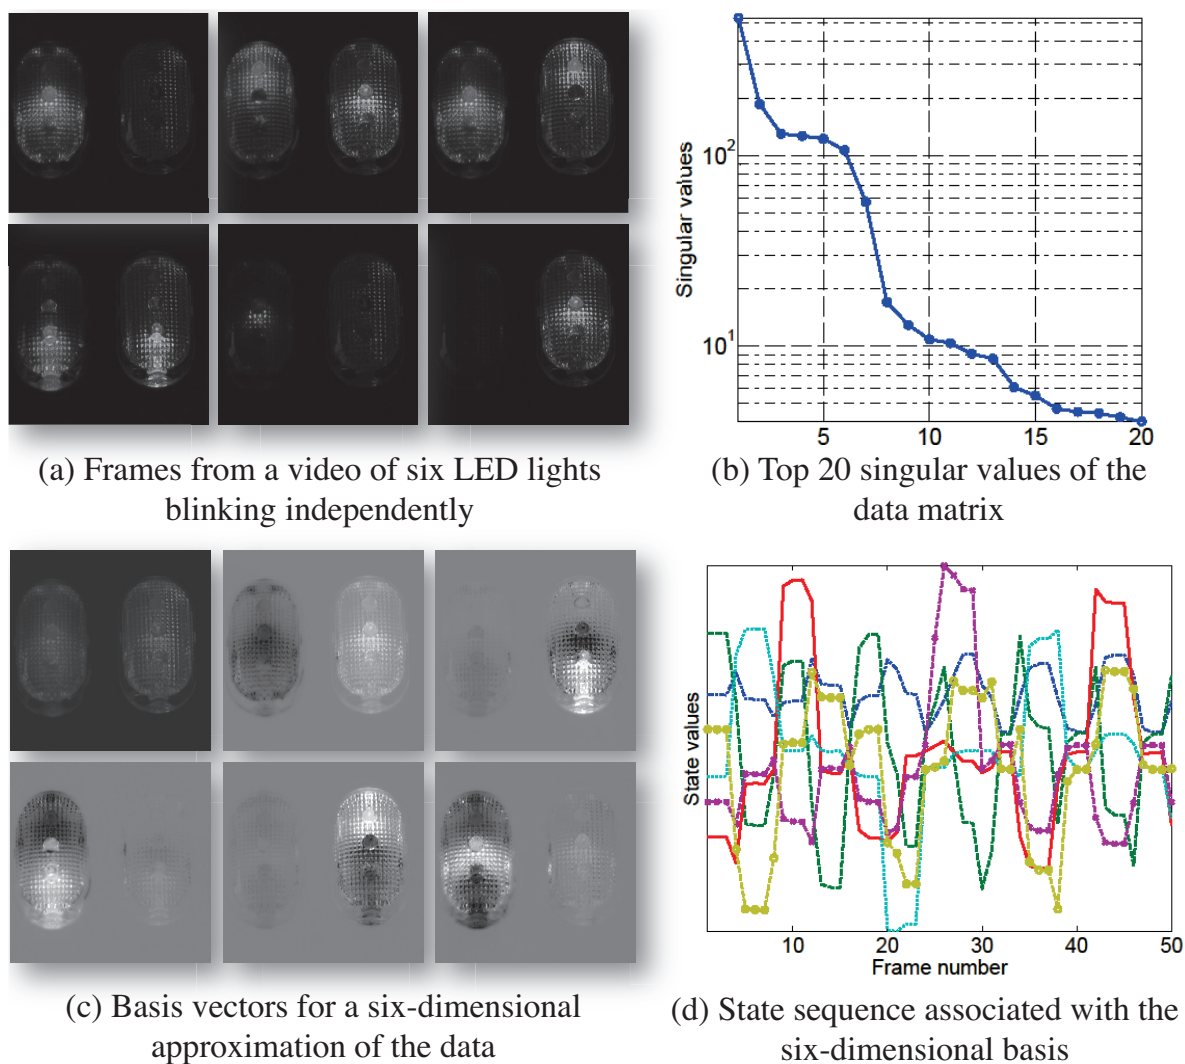 Singular values
10²
10¹
5 10 15 20
(a) Frames from a video of six LED lights
blinking independently
(b) Top 20 singular values of the
data matrix
State values
10 20 30 40 50
Frame number
(c) Basis vectors for a six-dimensional
approximation of the data
(d) State sequence associated with the
six-dimensional basis